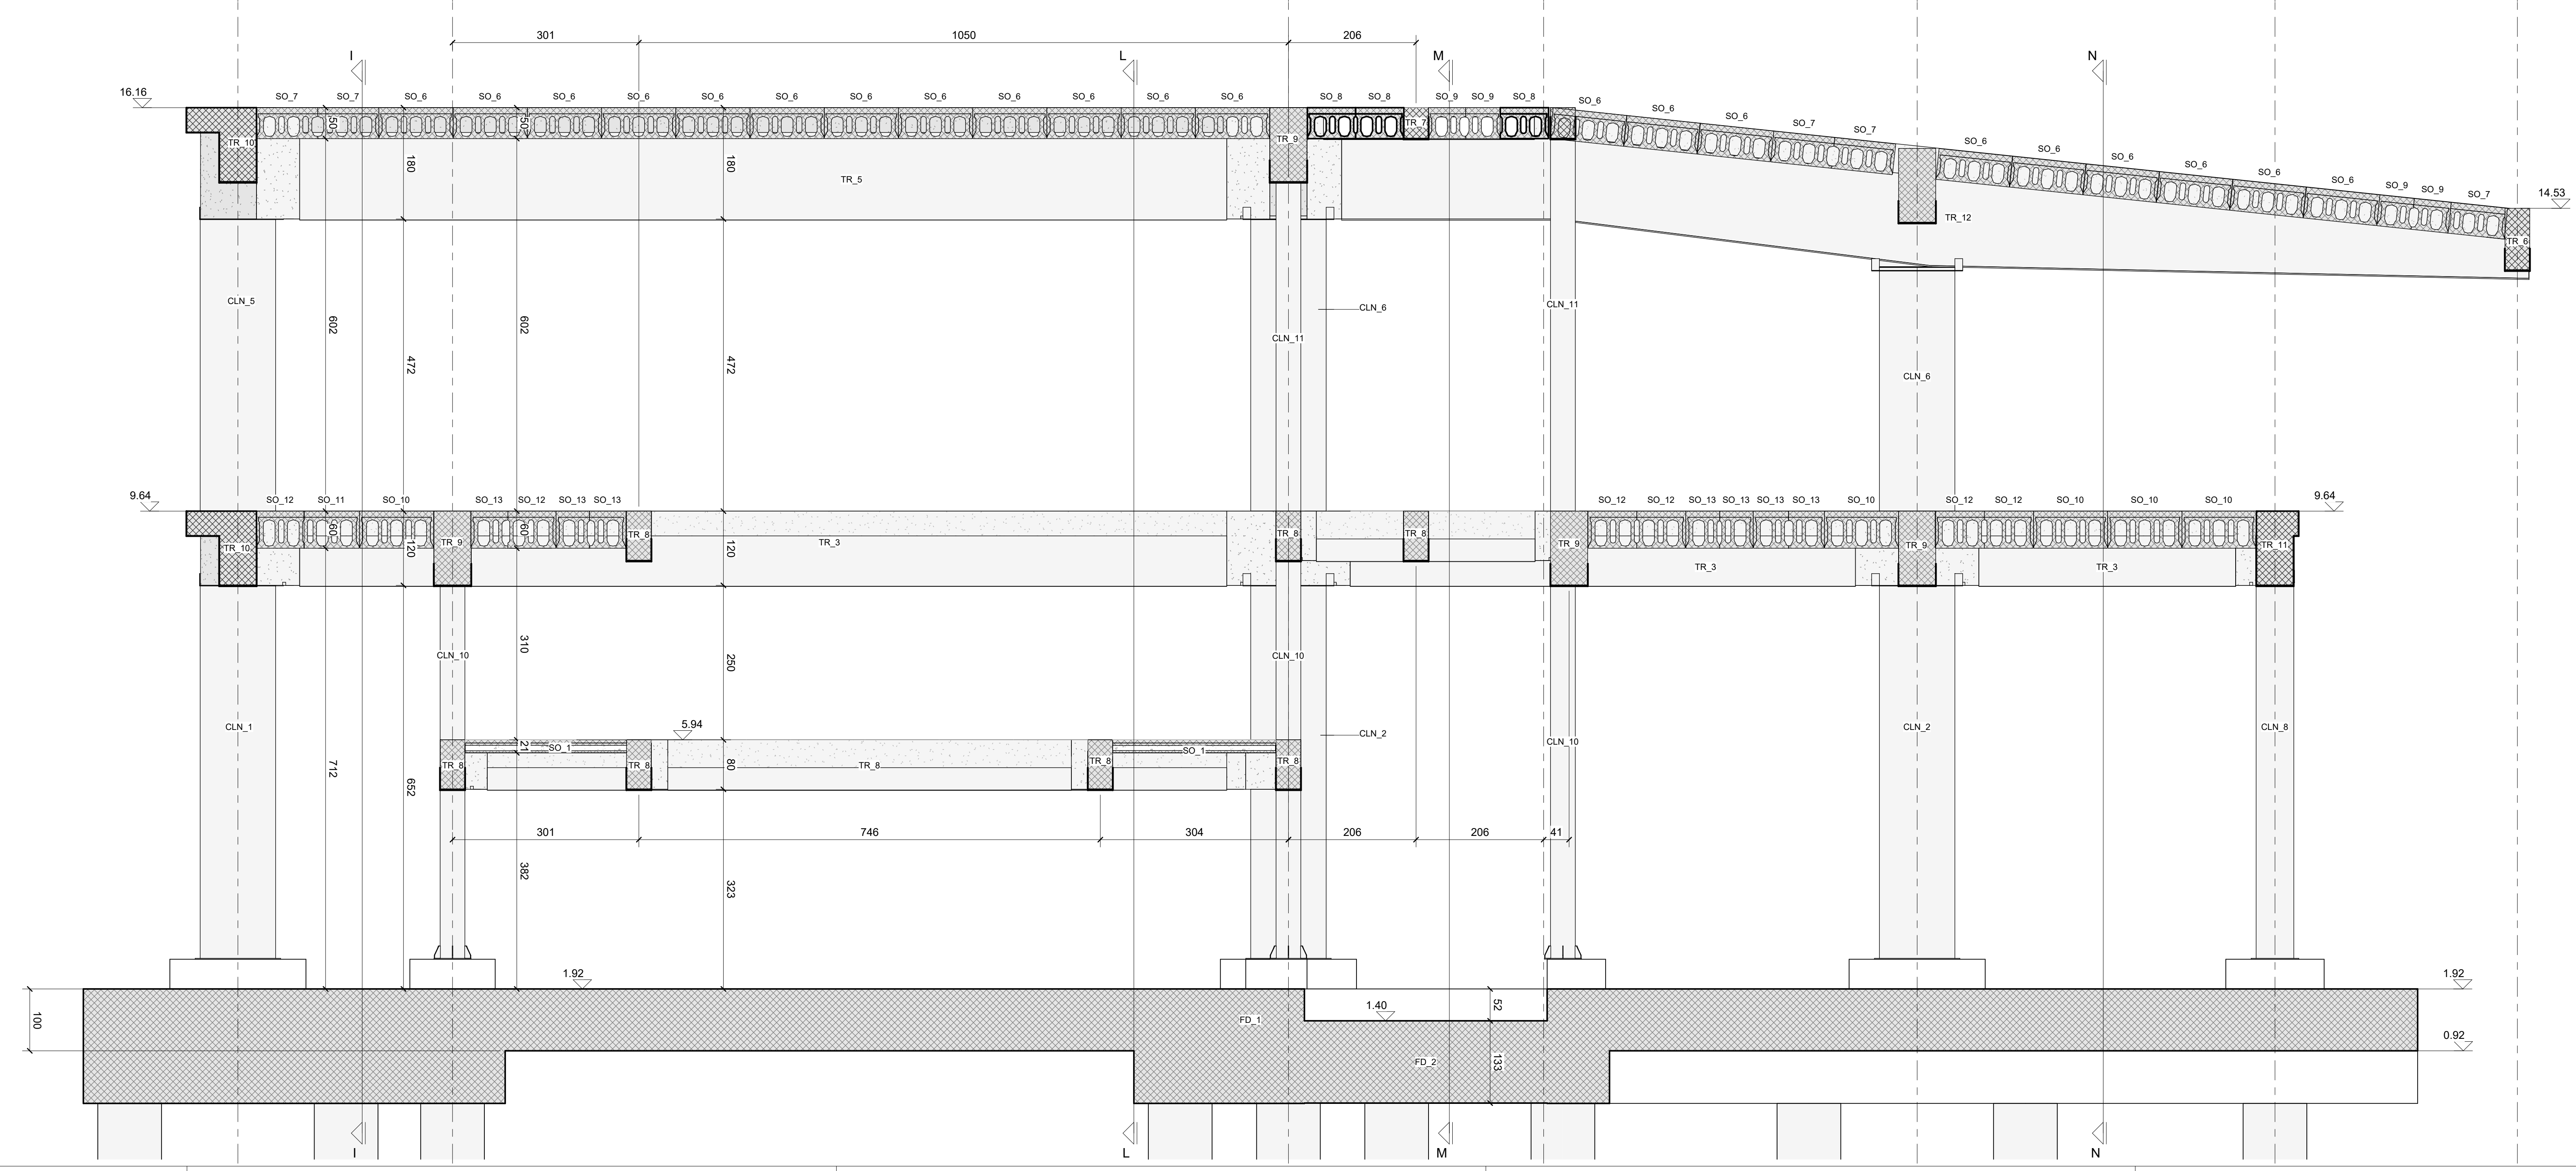 301 1050 206
I L M N
16.16
SO_7 SO_7 SO_6 SO_6 SO_6 SO_6 SO_6 SO_6 SO_6 SO_6 SO_6 SO_6 SO_6 SO_8 SO_8 SO_9 SO_9 SO_8 SO_6 SO_6 SO_6 SO_7 SO_7 SO_6 SO_6 SO_6 SO_6 SO_6 SO_6 SO_9 SO_9 SO_7
14.53
50 50
TR_10 TR_9 TR_7
180 180
TR_5 TR_12 TR_6
CLN_5 CLN_6 CLN_11 CLN_11 CLN_6
602 602
472 472
9.64 9.64
SO_12 SO_11 SO_10 SO_13 SO_12 SO_13 SO_13 SO_12 SO_12 SO_13 SO_13 SO_13 SO_13 SO_10 SO_12 SO_12 SO_10 SO_10 SO_10
60 60
TR_10 120 TR_9 TR_8 120 TR_3 TR_8 TR_8 TR_9 TR_9 TR_11
TR_3 TR_3
310 250
CLN_10 CLN_10
CLN_1 CLN_2 CLN_10 CLN_2 CLN_8
5.94
21 SO_1 SO_1
TR_8 TR_8 80 TR_8 TR_8 TR_8
712 652
301 746 304 206 206 41
382 323
1.92 1.92
100 1.40 52
FD_1
0.92
FD_2 133
I L M N